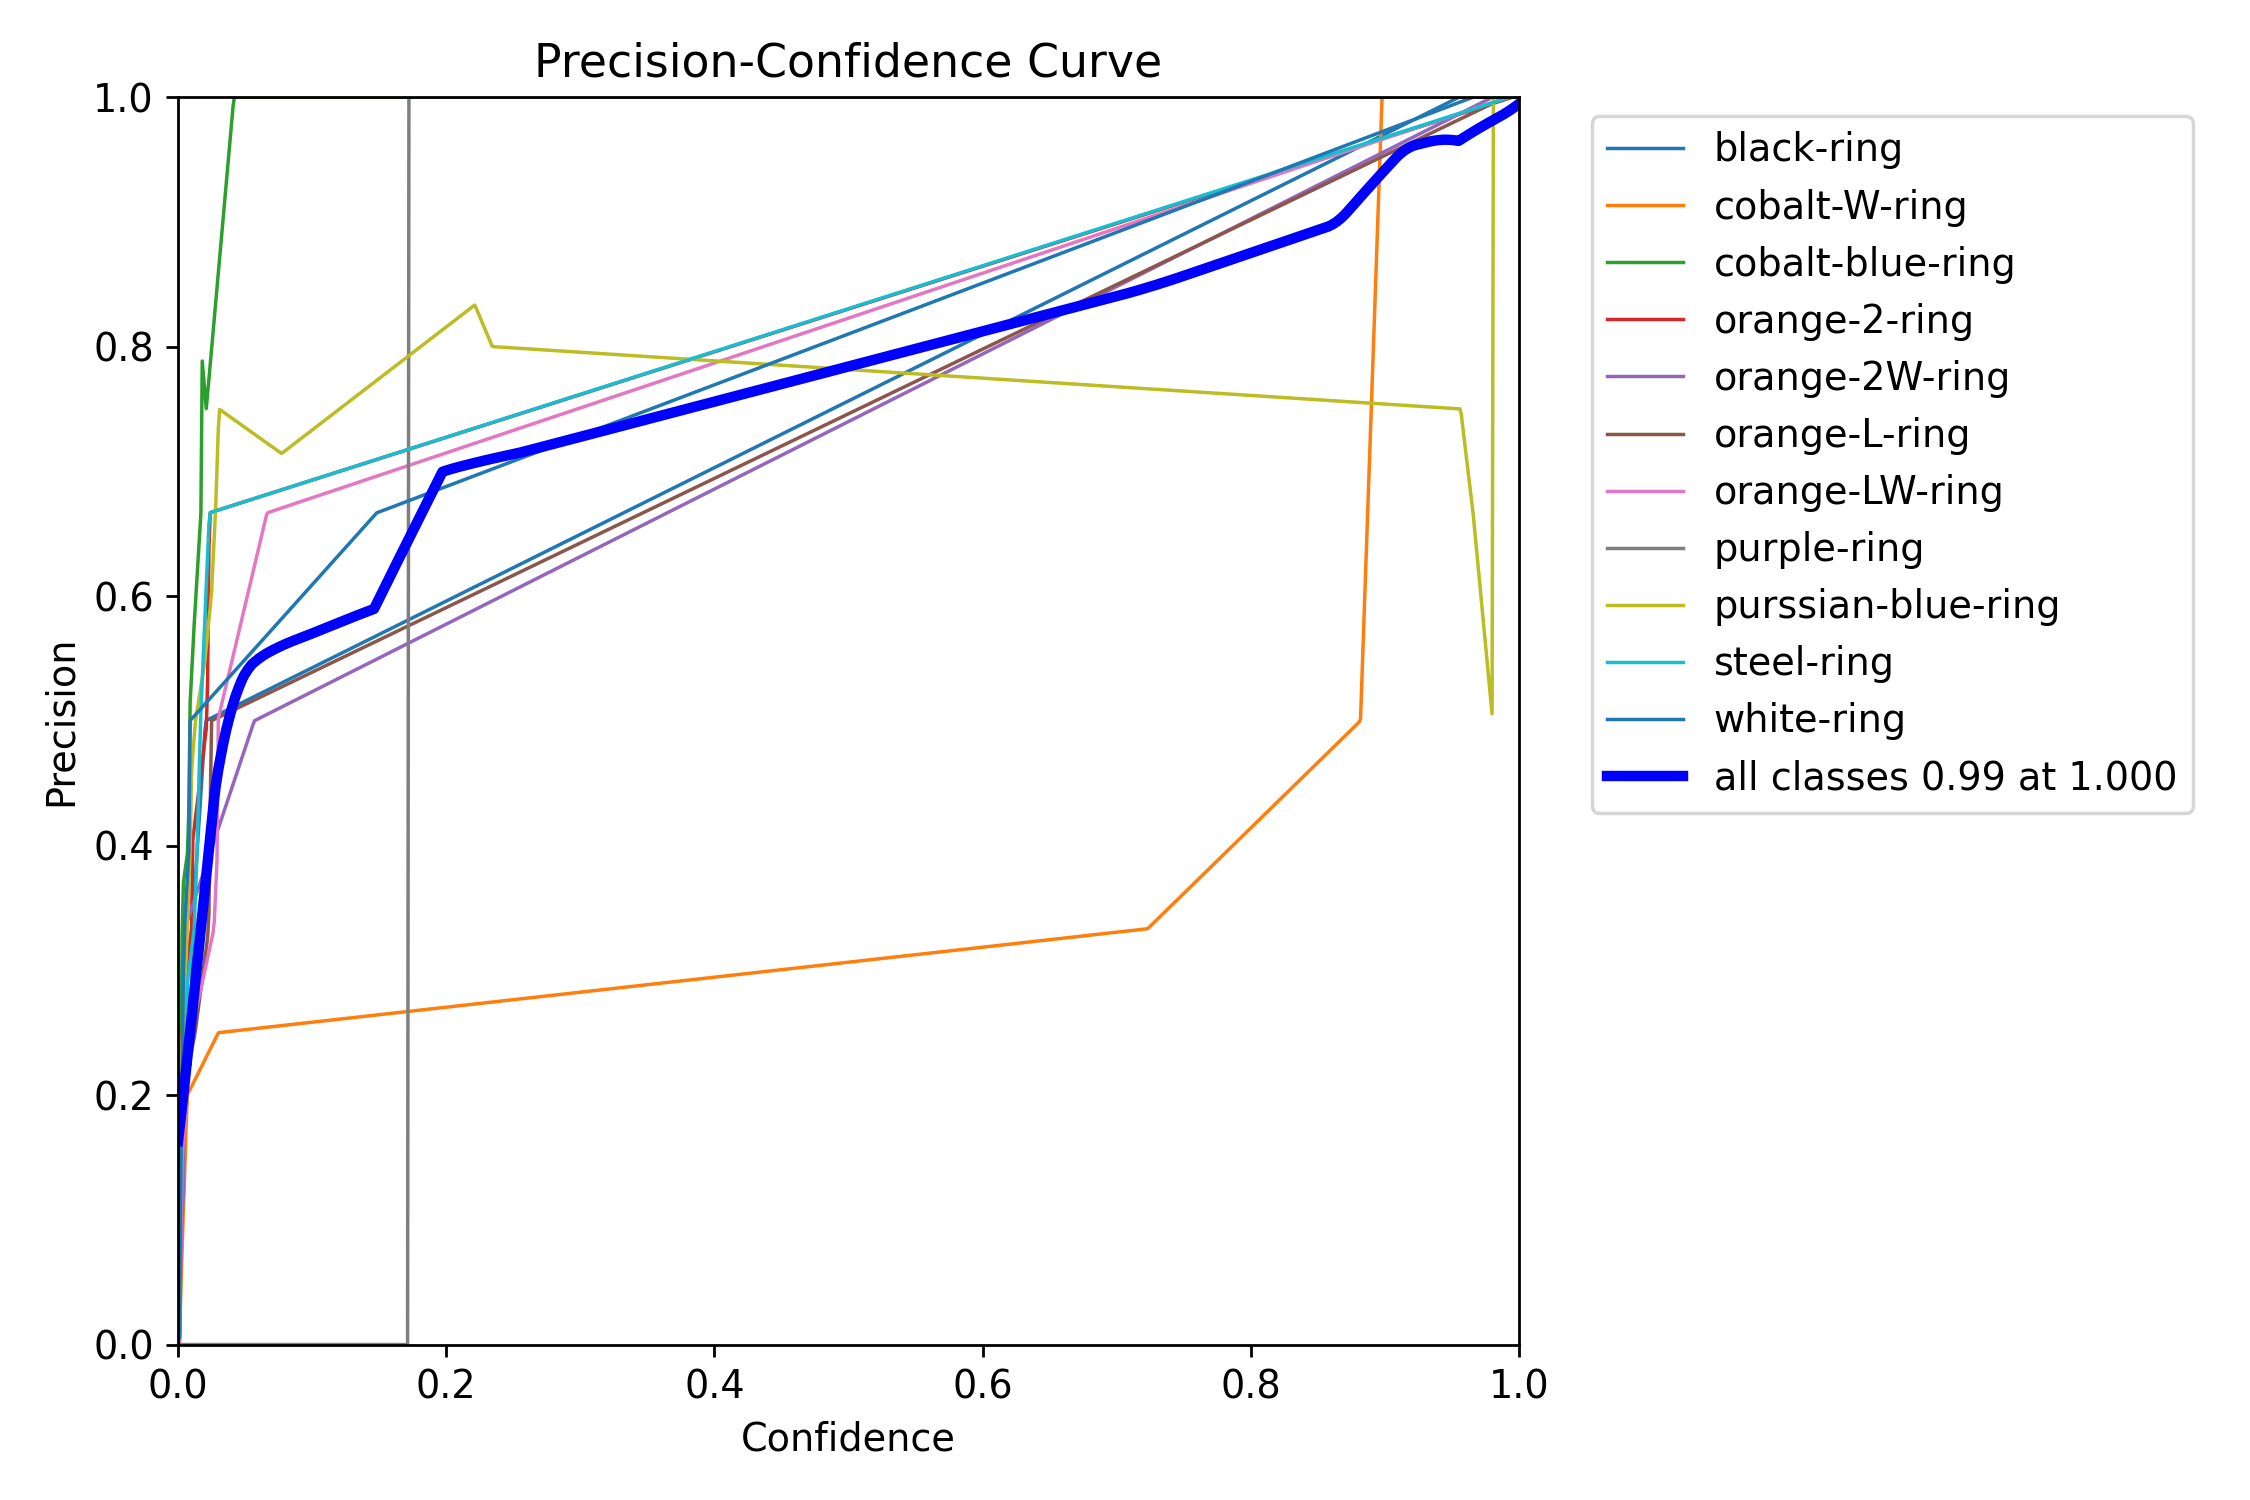 Precision-Confidence Curve
1.0
0.8
0.6
0.4
0.2
0.0
Precision
0.0 0.2 0.4 0.6 0.8 1.0
Confidence
black-ring
cobalt-W-ring
cobalt-blue-ring
orange-2-ring
orange-2W-ring
orange-L-ring
orange-LW-ring
purple-ring
purssian-blue-ring
steel-ring
white-ring
all classes 0.99 at 1.000